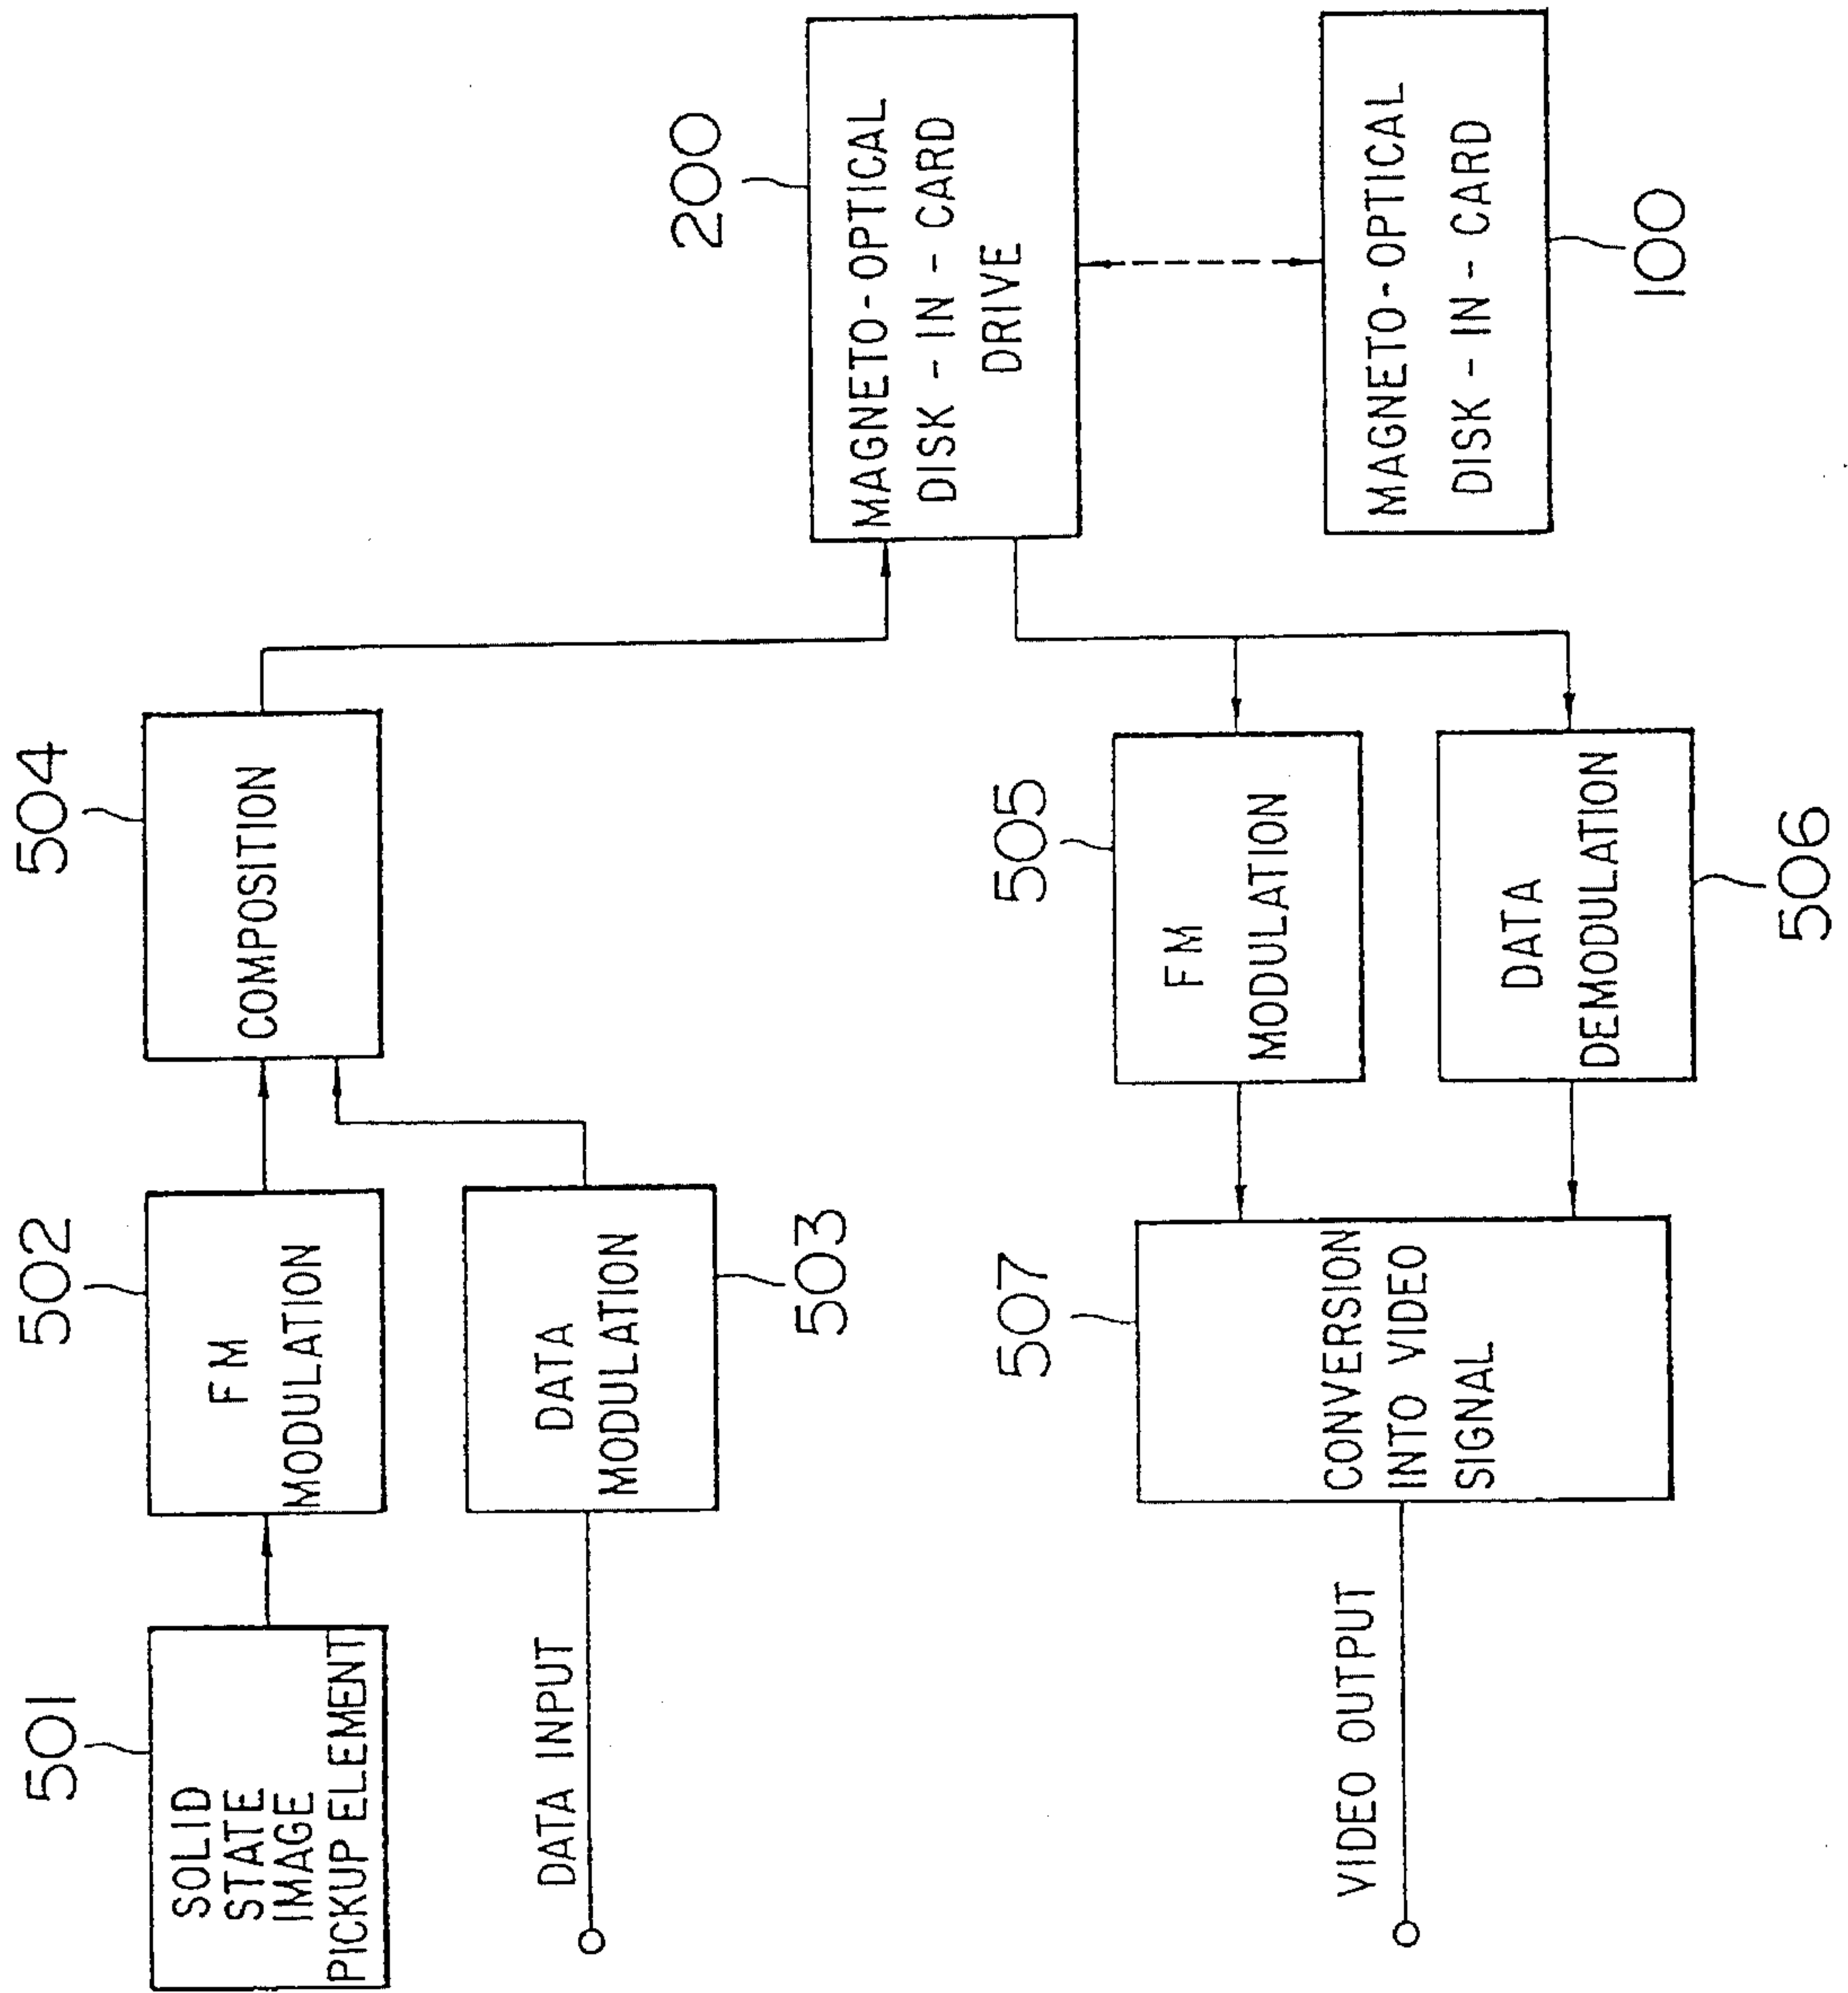 501
SOLID
STATE
IMAGE
PICKUP ELEMENT
502
FM
MODULATION
504
COMPOSITION
DATA INPUT
DATA
MODULATION
503
200
MAGNETO-OPTICAL
DISK-IN-CARD
DRIVE
VIDEO OUTPUT
507
CONVERSION
INTO VIDEO
SIGNAL
505
FM
MODULATION
DATA
DEMODULATION
506
MAGNETO-OPTICAL
DISK-IN-CARD
100